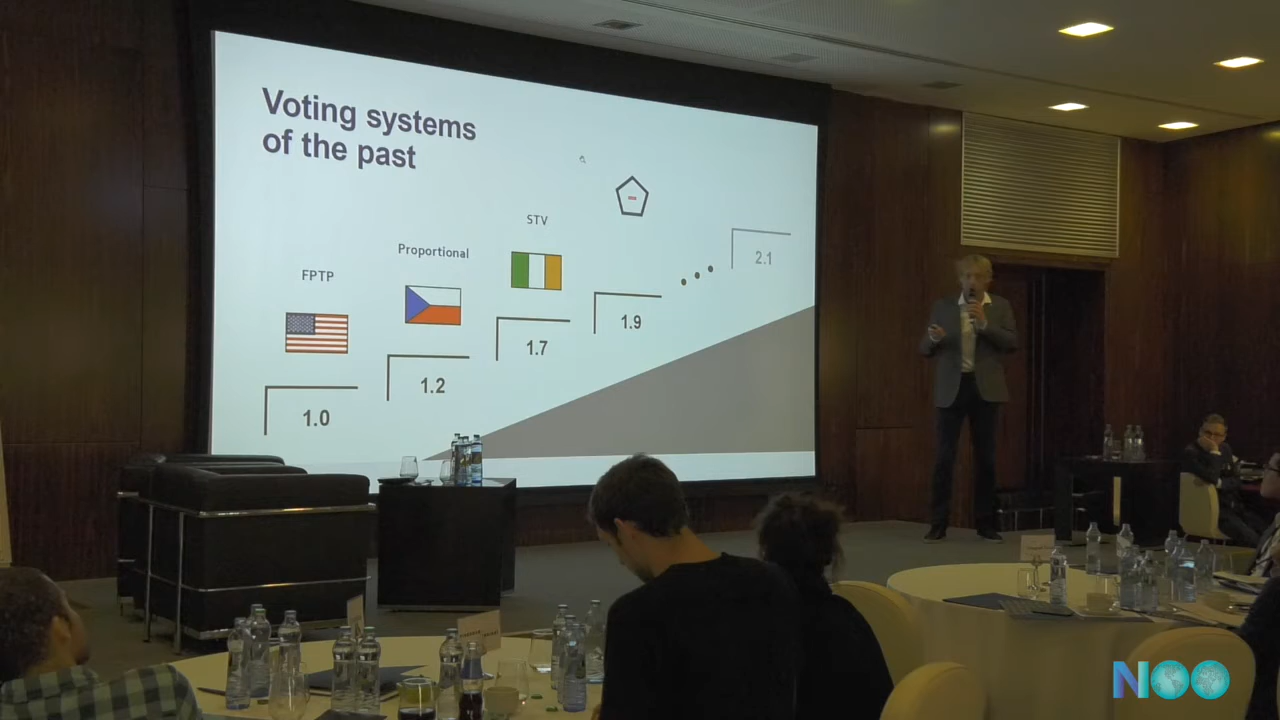 Voting systems
of the past
STV
Proportional
FPTP
2.1
1.9
1.7
1.2
1.0
NOO